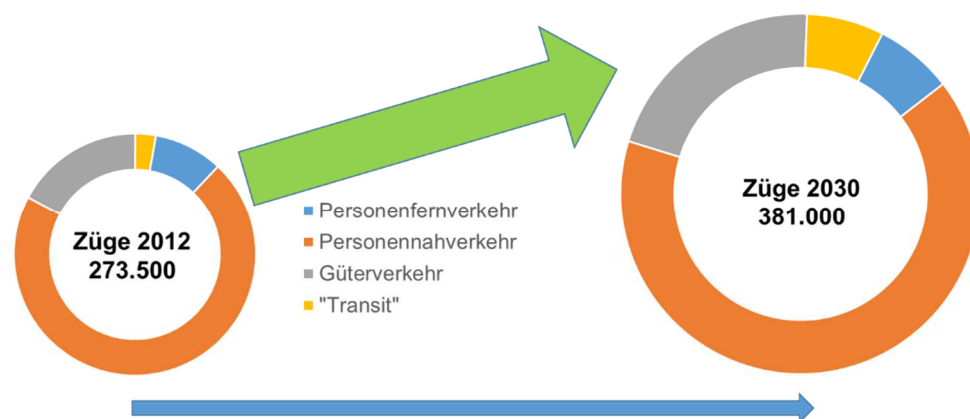 Züge 2012
273.500
Personenfernverkehr
Personennahverkehr
Güterverkehr
"Transit"
Züge 2030
381.000